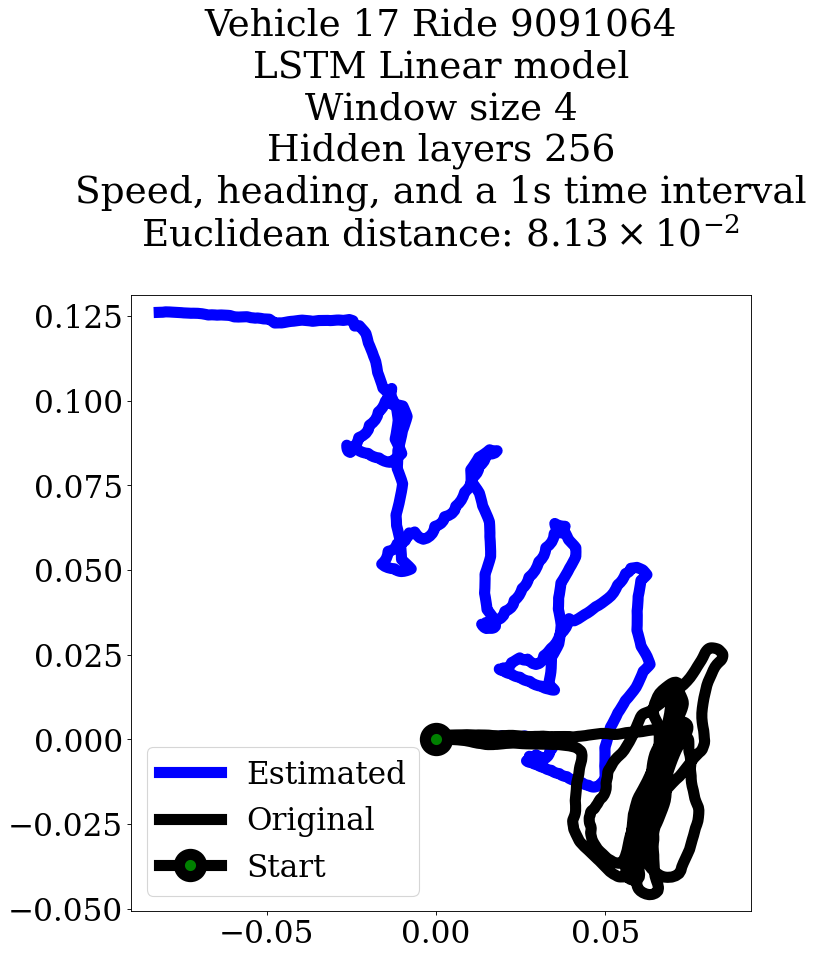 Vehicle 17 Ride 9091064
LSTM Linear model
Window size 4
Hidden layers 256
Speed, heading, and a 1s time interval
Euclidean distance: 8.13 × 10⁻²
0.125
0.100
0.075
0.050
0.025
0.000
−0.025
−0.050
Estimated
Original
Start
−0.05
0.00
0.05